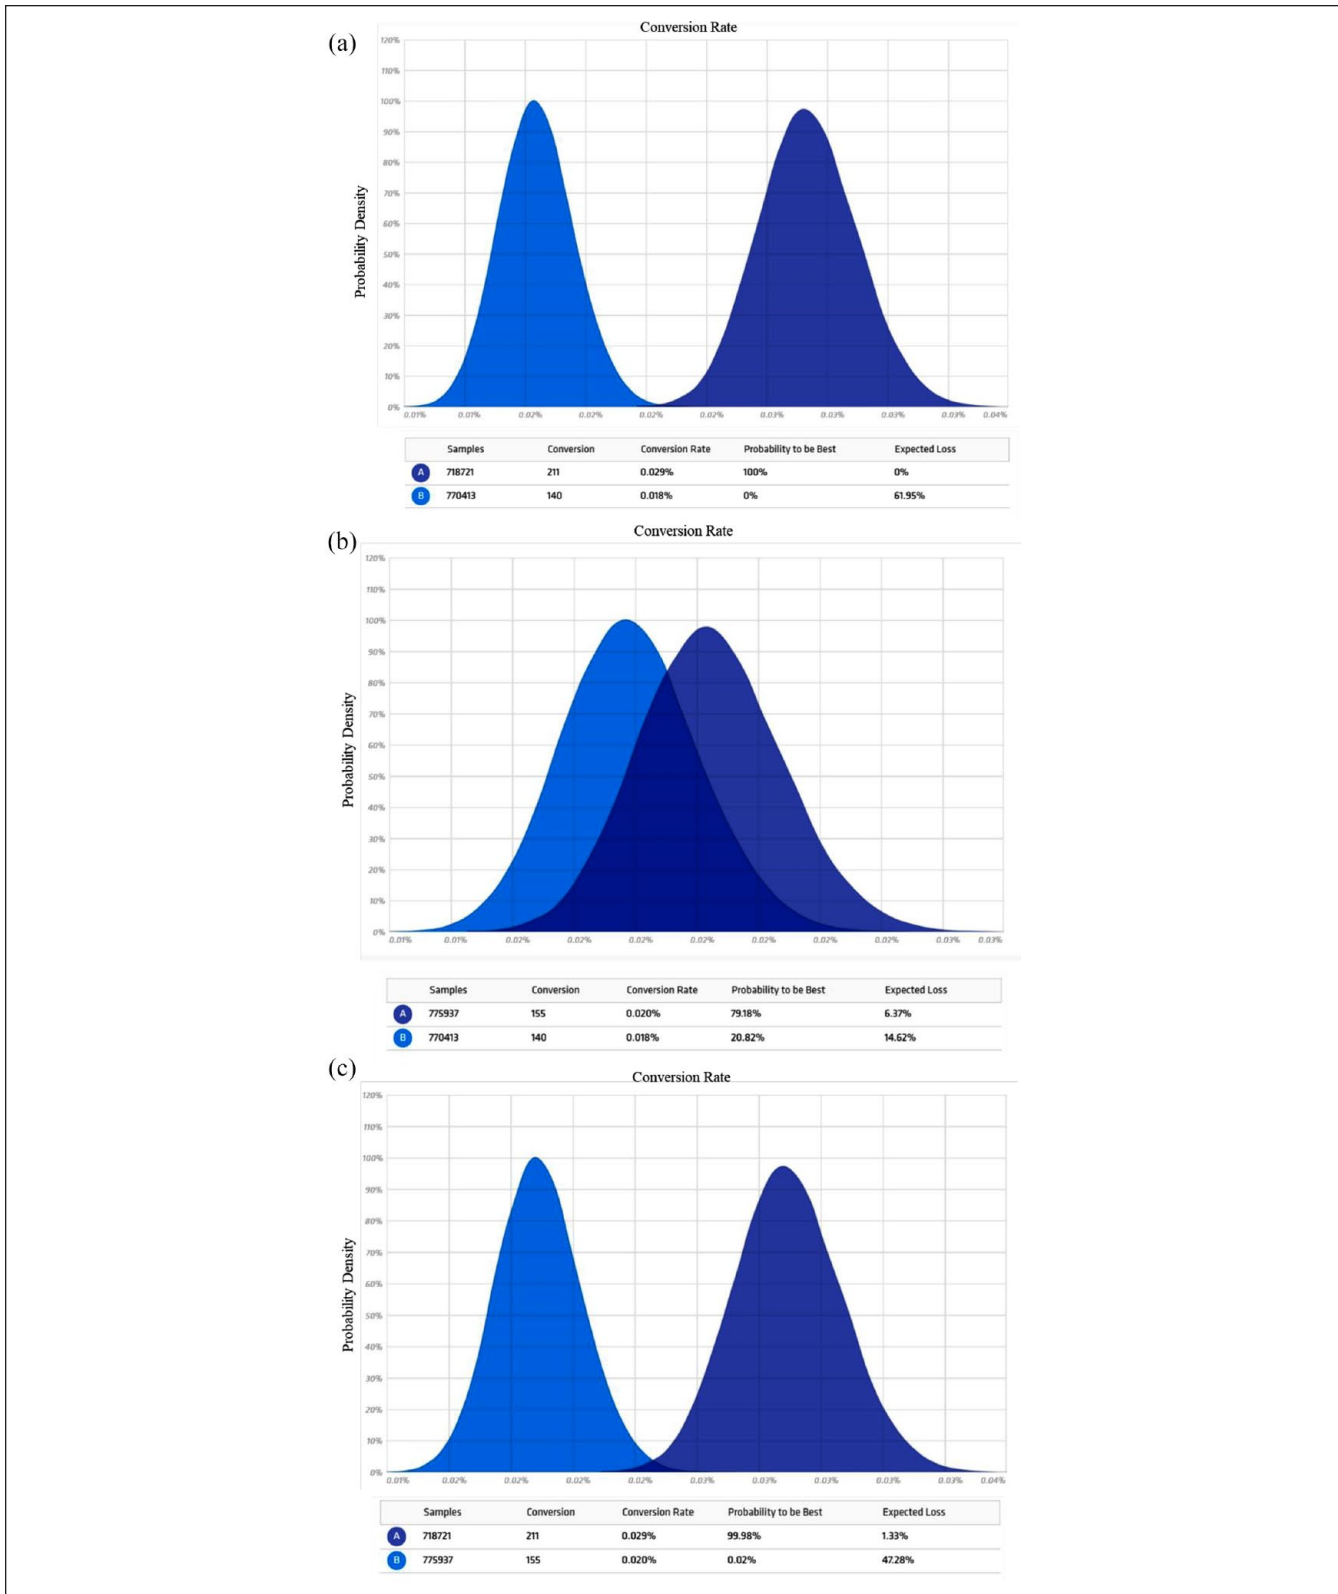 (a)
Conversion Rate
120%
110%
100%
90%
80%
70%
60%
50%
40%
30%
20%
10%
0%
Probability Density
0.01% 0.01% 0.02% 0.02% 0.02% 0.02% 0.03% 0.03% 0.03% 0.03% 0.04%
Samples Conversion Conversion Rate Probability to be Best Expected Loss
A 718721 211 0.029% 100% 0%
B 770413 140 0.018% 0% 61.95%
(b)
Conversion Rate
120%
110%
100%
90%
80%
70%
60%
50%
40%
30%
20%
10%
0%
Probability Density
0.01% 0.01% 0.02% 0.02% 0.02% 0.02% 0.02% 0.02% 0.02% 0.03% 0.03%
Samples Conversion Conversion Rate Probability to be Best Expected Loss
A 775937 155 0.020% 79.18% 6.37%
B 770413 140 0.018% 20.82% 14.62%
(c)
Conversion Rate
120%
110%
100%
90%
80%
70%
60%
50%
40%
30%
20%
10%
0%
Probability Density
0.01% 0.02% 0.02% 0.02% 0.02% 0.03% 0.03% 0.03% 0.03% 0.03% 0.04%
Samples Conversion Conversion Rate Probability to be Best Expected Loss
A 718721 211 0.029% 99.98% 1.33%
B 775937 155 0.020% 0.02% 47.28%